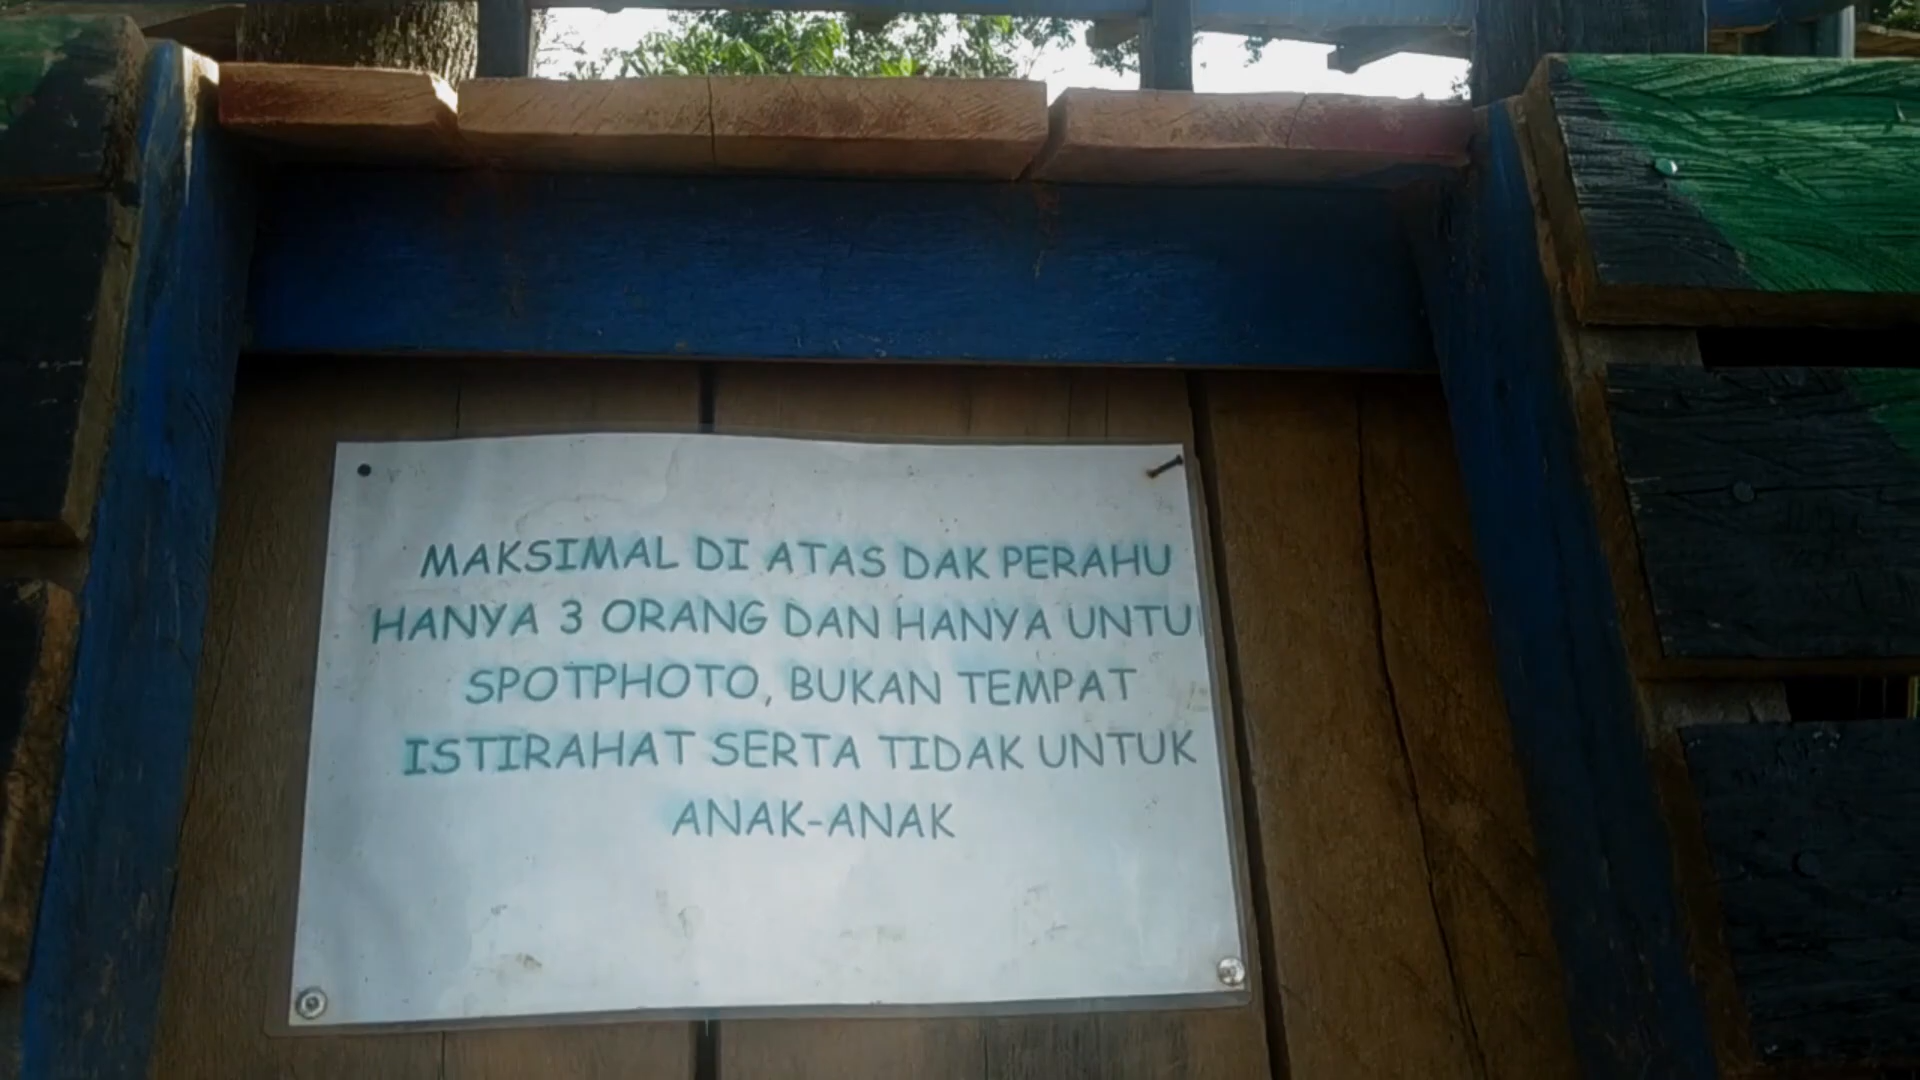 MAKSIMAL DI ATAS DAK PERAHU
HANYA 3 ORANG DAN HANYA UNTU
SPOTPHOTO, BUKAN TEMPAT
ISTIRAHAT SERTA TIDAK UNTUK
ANAK-ANAK